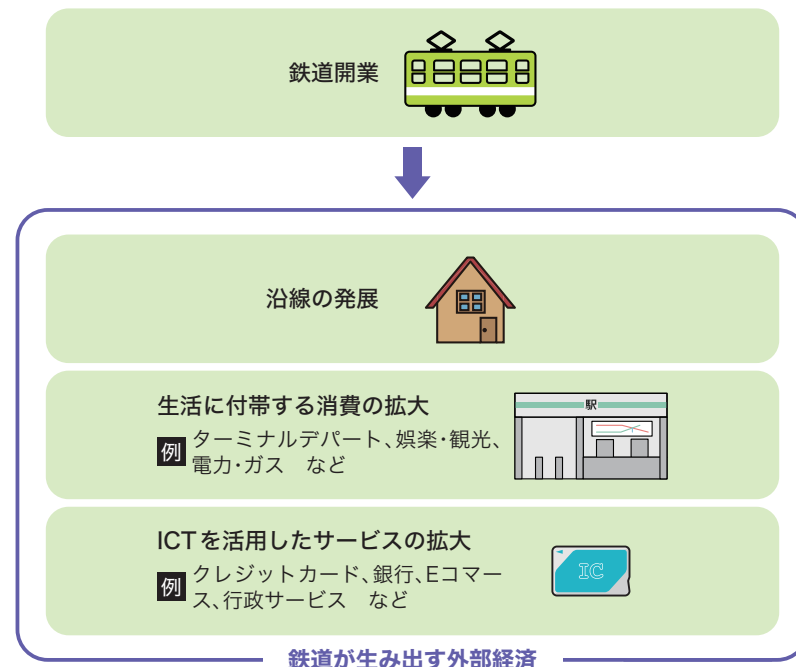 鉄道開業
沿線の発展
生活に付帯する消費の拡大
駅
例 ターミナルデパート、娯楽・観光、
電力・ガス　など
ICTを活用したサービスの拡大
例 クレジットカード、銀行、Eコマー
ス、行政サービス　など
IC
鉄道が生み出す外部経済